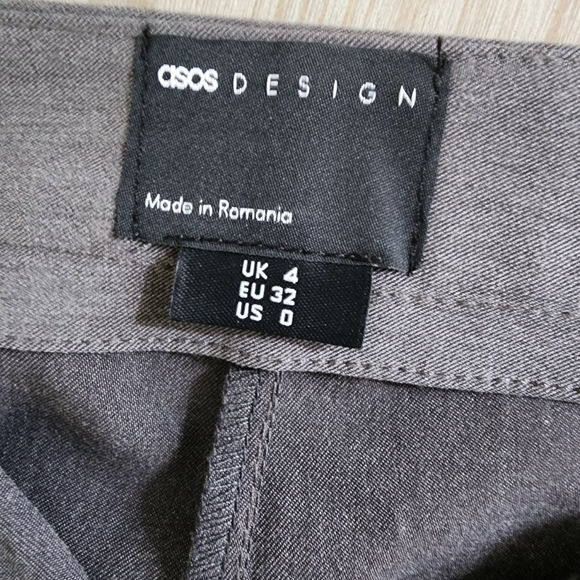 asos DESIGN
Made in Romania
UK 4
EU 32
US 0